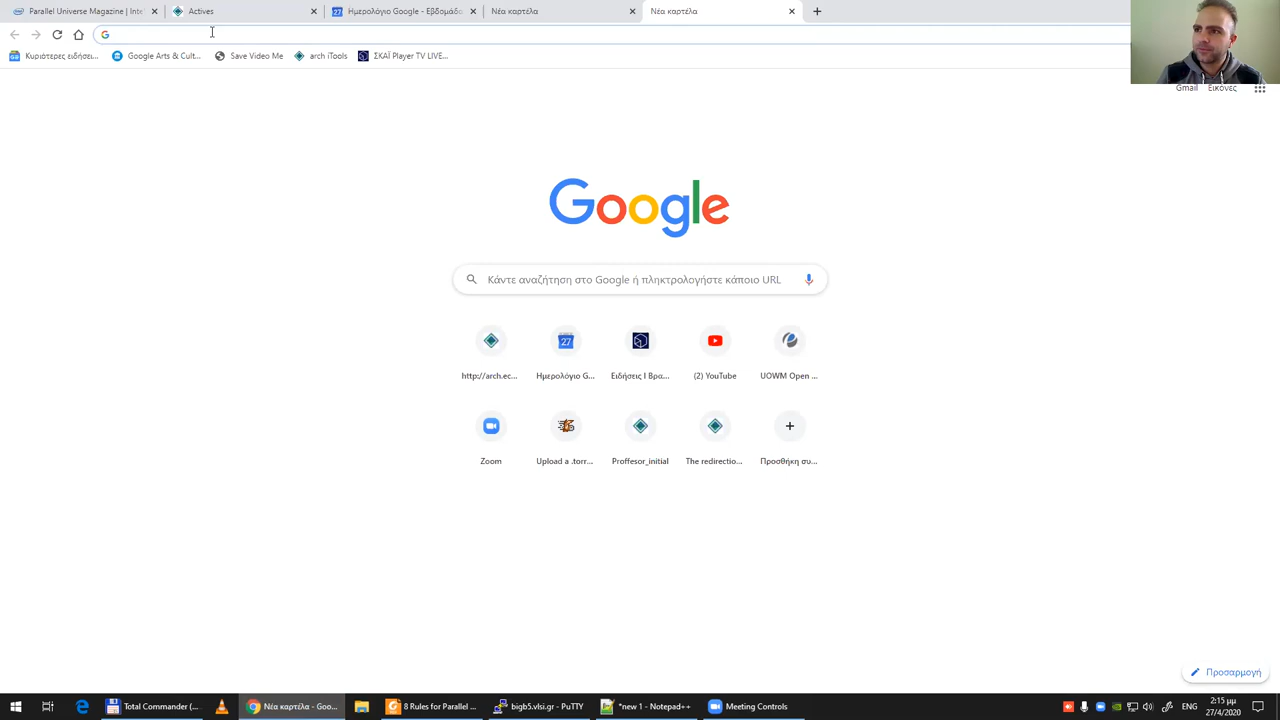 Parallel Universe Magazine | Inte
Actives
Ημερολόγιο Google - Εβδομάδα
Νέα καρτέλα
Νέα καρτέλα
Κυριότερες ειδήσει...
Google Arts & Cult...
Save Video Me
arch iTools
ΣΚΑΪ Player TV LIVE...
Gmail
Εικόνες
Google
Κάντε αναζήτηση στο Google ή πληκτρολογήστε κάποιο URL
27
http://arch.ec...
Ημερολόγιο G...
Ειδήσεις Ι Βρα...
(2) YouTube
UOWM Open ...
Zoom
Upload a .torr...
Proffesor_initial
The redirectio...
Προσθήκη συ...
Προσαρμογή
Total Commander (...
Νέα καρτέλα - Goo...
8 Rules for Parallel ...
bigb5.vlsi.gr - PuTTY
*new 1 - Notepad++
Meeting Controls
ENG
2:15 μμ
27/4/2020